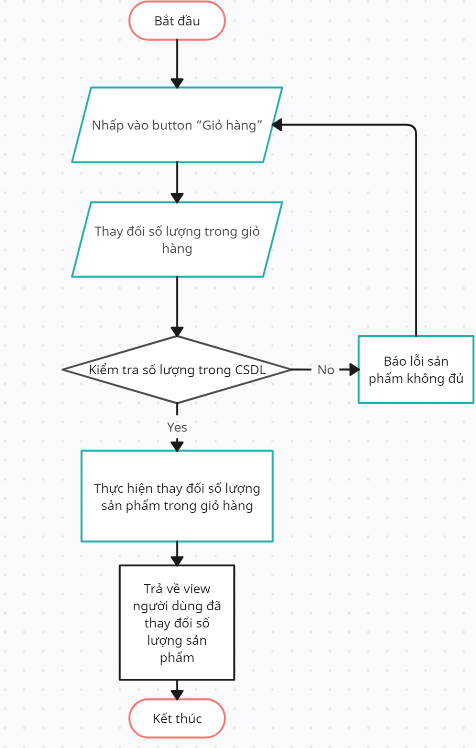 Bắt đầu
Nhấp vào button “Giỏ hàng”
Thay đổi số lượng trong giỏ
hàng
Kiểm tra số lượng trong CSDL
No
Báo lỗi sản
phẩm không đủ
Yes
Thực hiện thay đổi số lượng
sản phẩm trong giỏ hàng
Trả về view
người dùng đã
thay đổi số
lượng sản
phẩm
Kết thúc